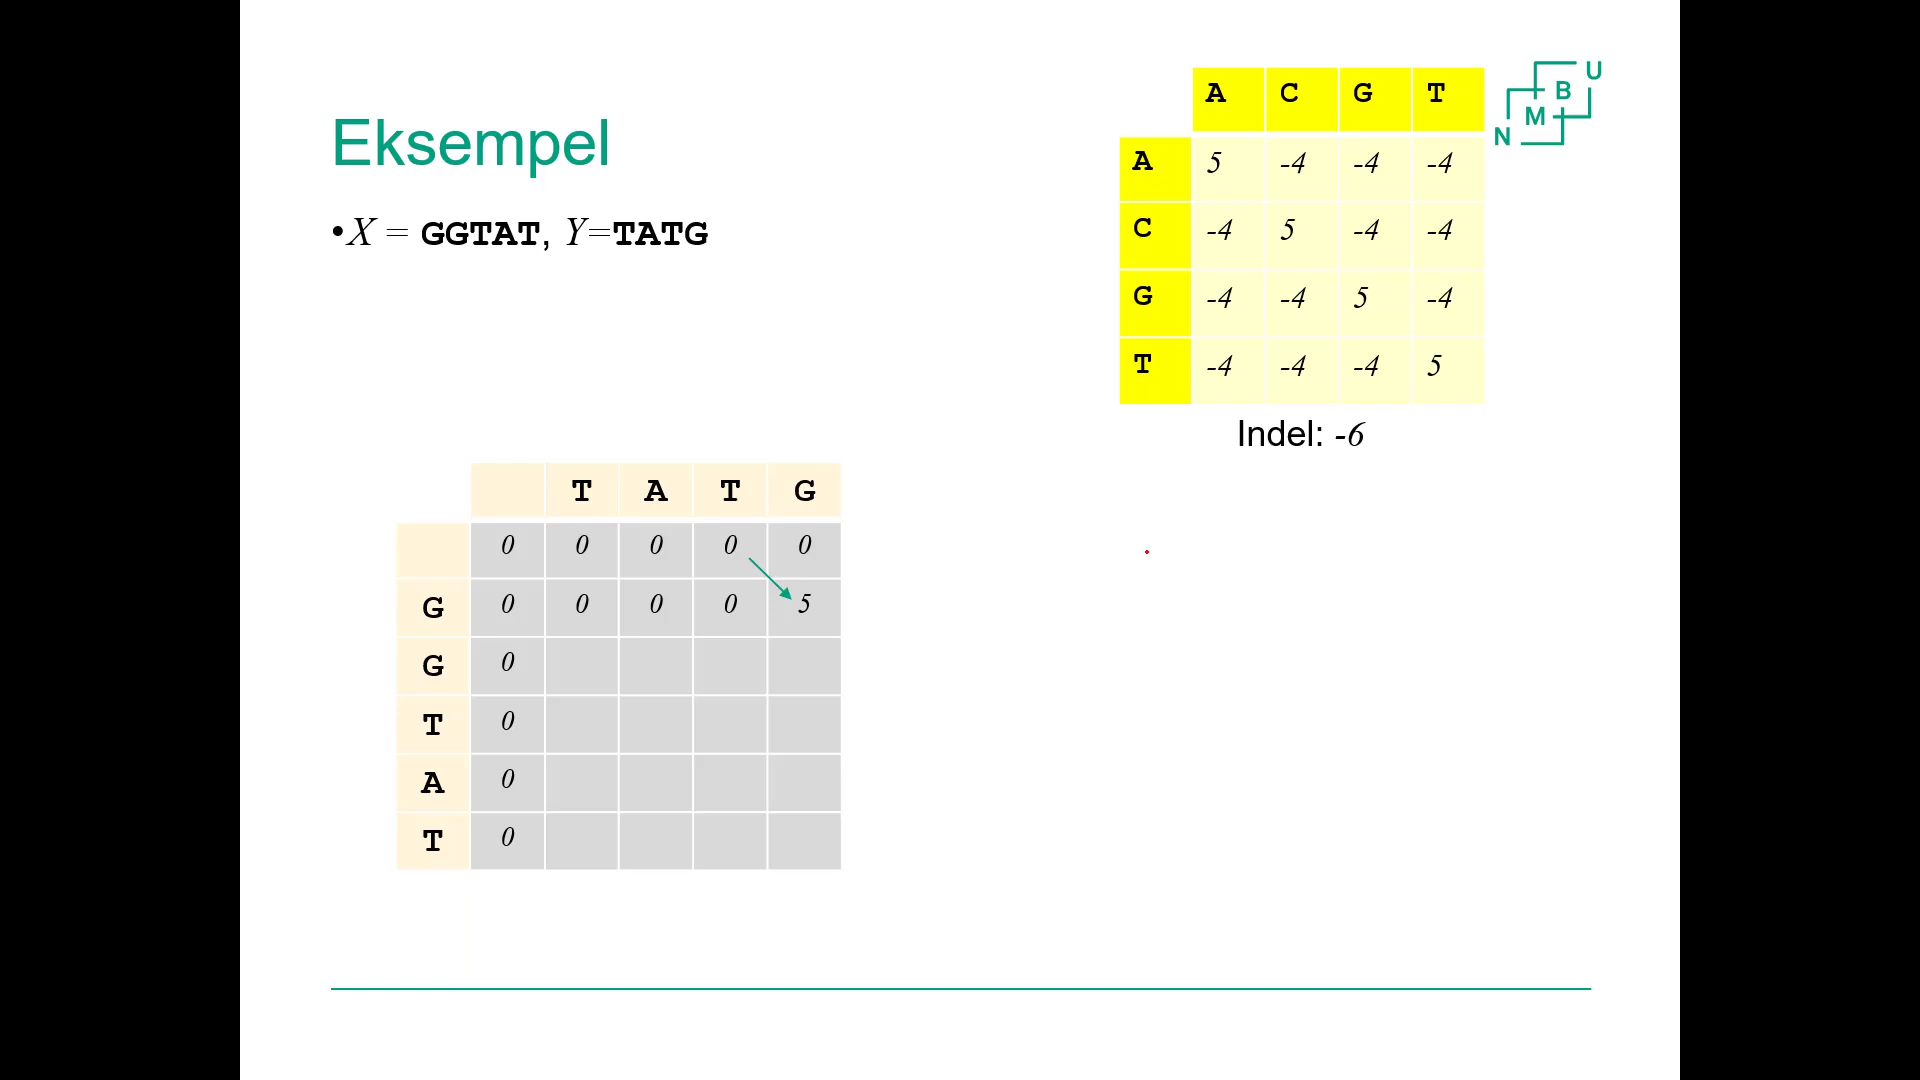 Eksempel
•X = GGTAT, Y=TATG
A C G T
A 5 -4 -4 -4
C -4 5 -4 -4
G -4 -4 5 -4
T -4 -4 -4 5
Indel: -6
N M B U
T A T G
0 0 0 0 0
G 0 0 0 0 5
G 0
T 0
A 0
T 0